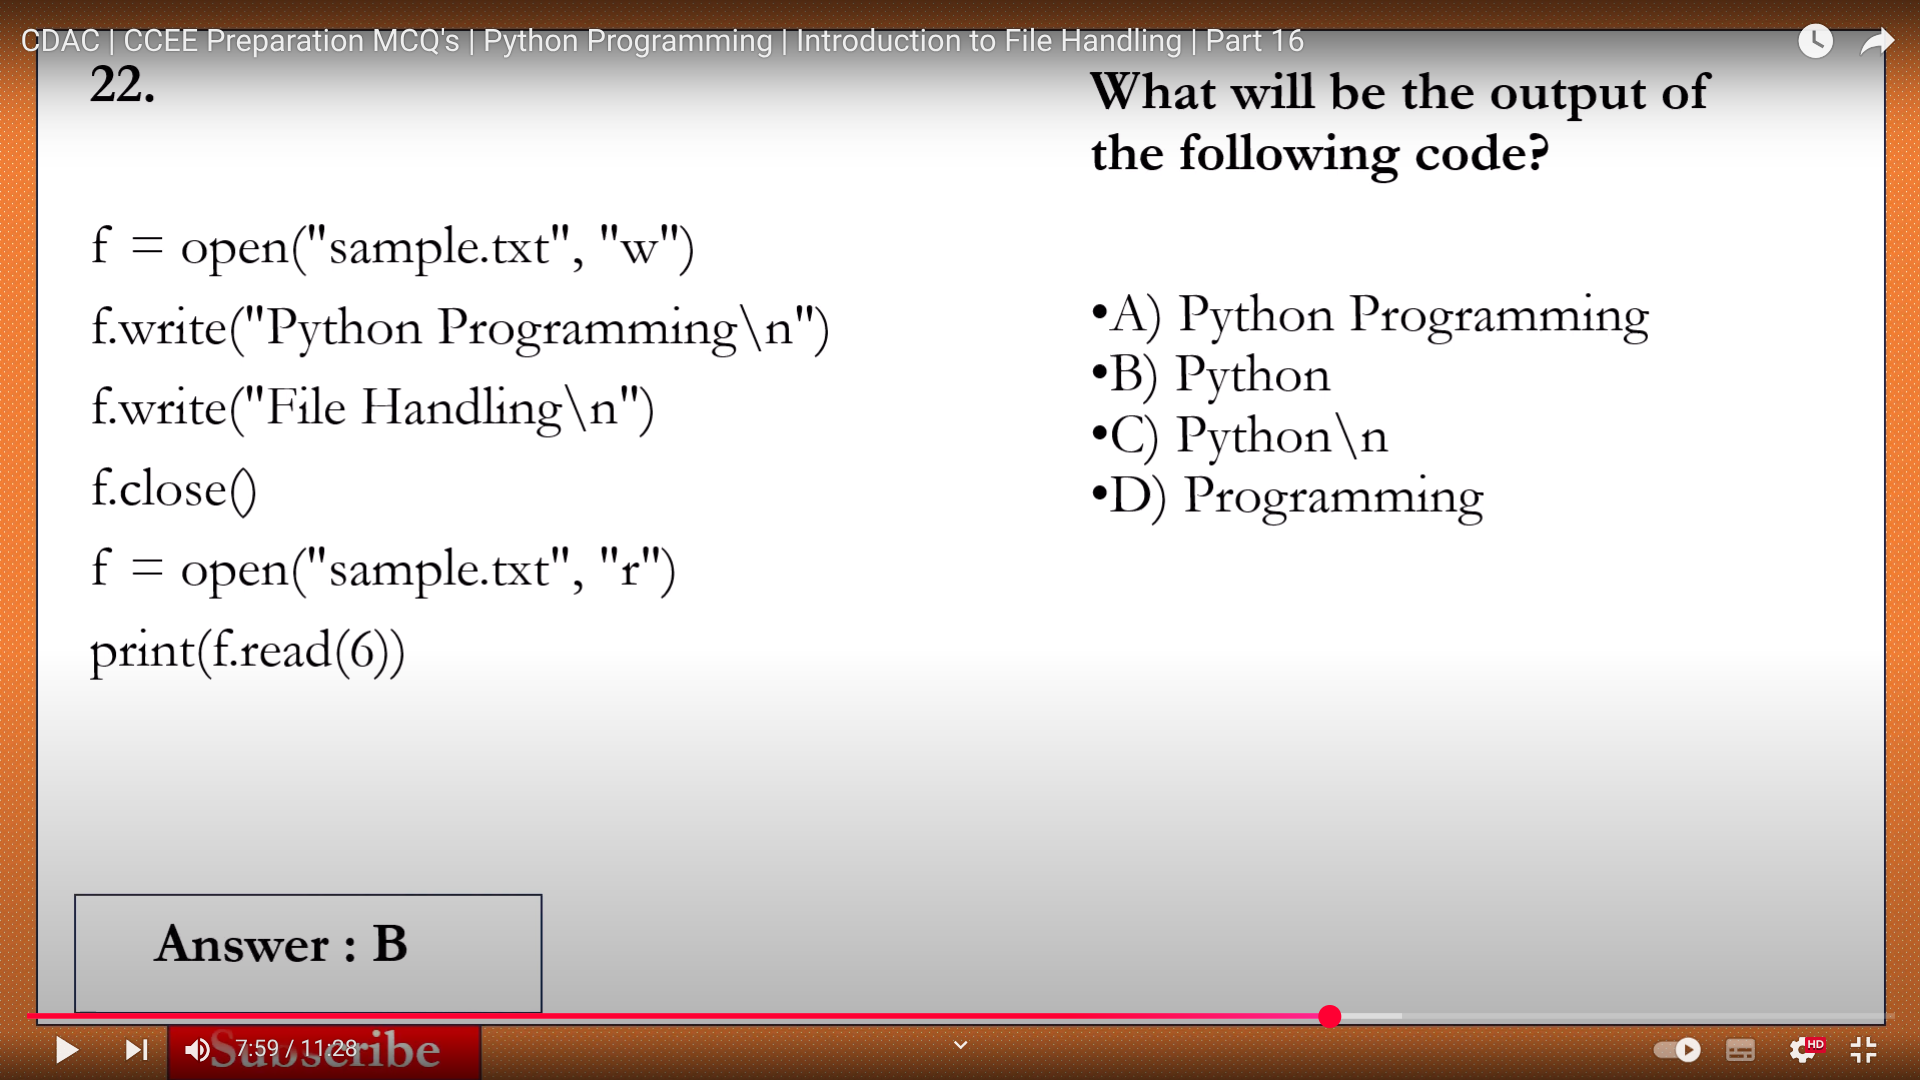 CDAC | CCEE Preparation MCQ's | Python Programming | Introduction to File Handling | Part 16
22.
f = open("sample.txt", "w")
f.write("Python Programming\n")
f.write("File Handling\n")
f.close()
f = open("sample.txt", "r")
print(f.read(6))
What will be the output of
the following code?
•A) Python Programming
•B) Python
•C) Python\n
•D) Programming
Answer : B
Subscribe
7:59 / 11:28
HD